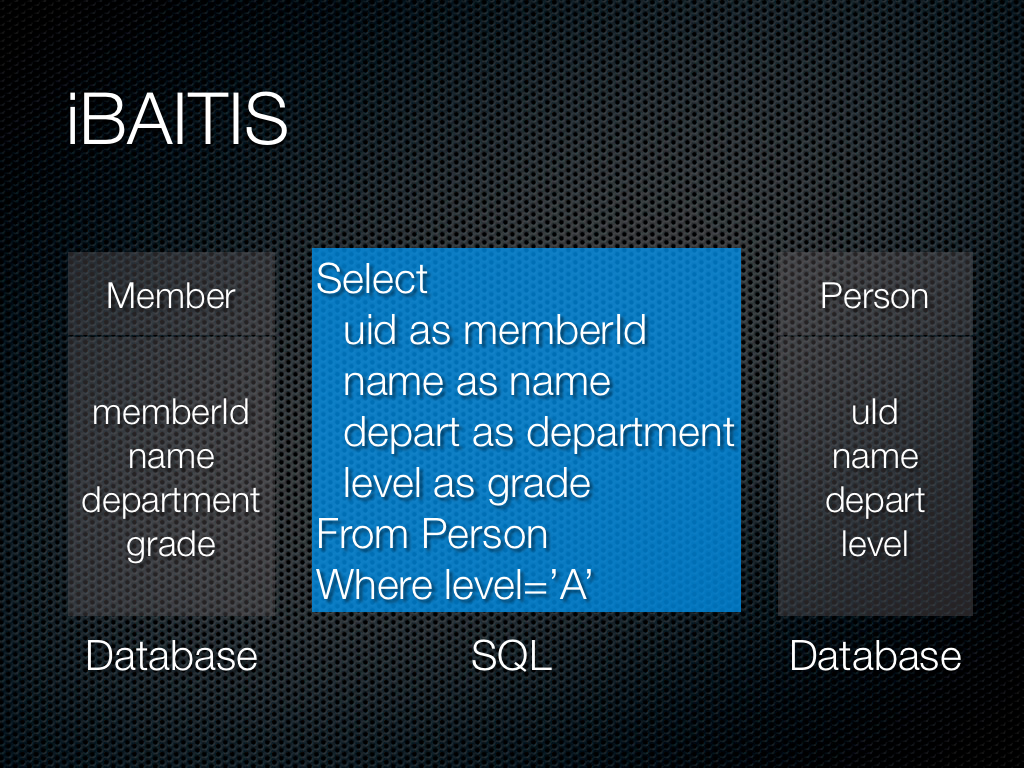 iBAITIS
Member
memberId
name
department
grade
Database
Select
uid as memberId
name as name
depart as department
level as grade
From Person
Where level=’A’
SQL
Person
uId
name
depart
level
Database